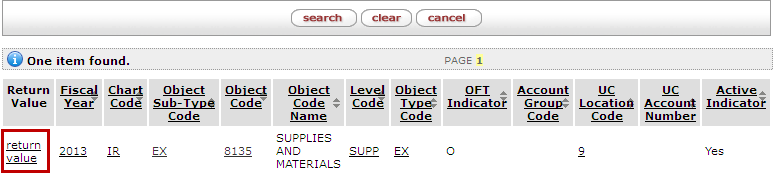 search clear cancel
One item found. PAGE 1
Return Value Fiscal Year Chart Code Object Sub-Type Code Object Code Object Code Name Level Code Object Type Code OFT Indicator Account Group Code UC Location Code UC Account Number Active Indicator
return value 2013 IR EX 8135 SUPPLIES AND MATERIALS SUPP EX O 9 Yes